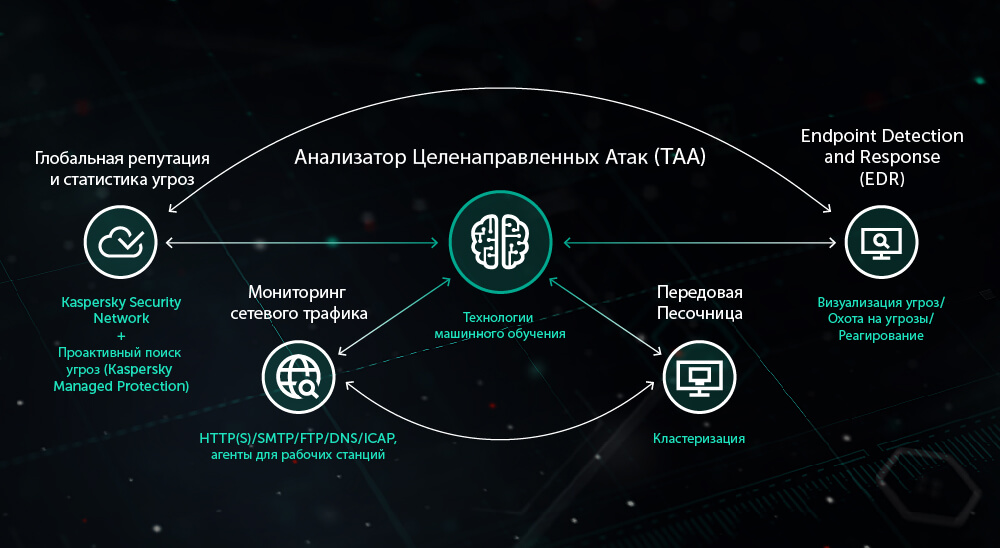 Анализатор Целенаправленных Атак (TAA)
Глобальная репутация
и статистика угроз
Kaspersky Security
Network
+
Проактивный поиск
угроз (Kaspersky
Managed Protection)
Мониторинг
сетевого трафика
HTTP(S)/SMTP/FTP/DNS/ICAP,
агенты для рабочих станций
Технологии
машинного обучения
Передовая
Песочница
Кластеризация
Endpoint Detection
and Response
(EDR)
Визуализация угроз/
Охота на угрозы/
Реагирование